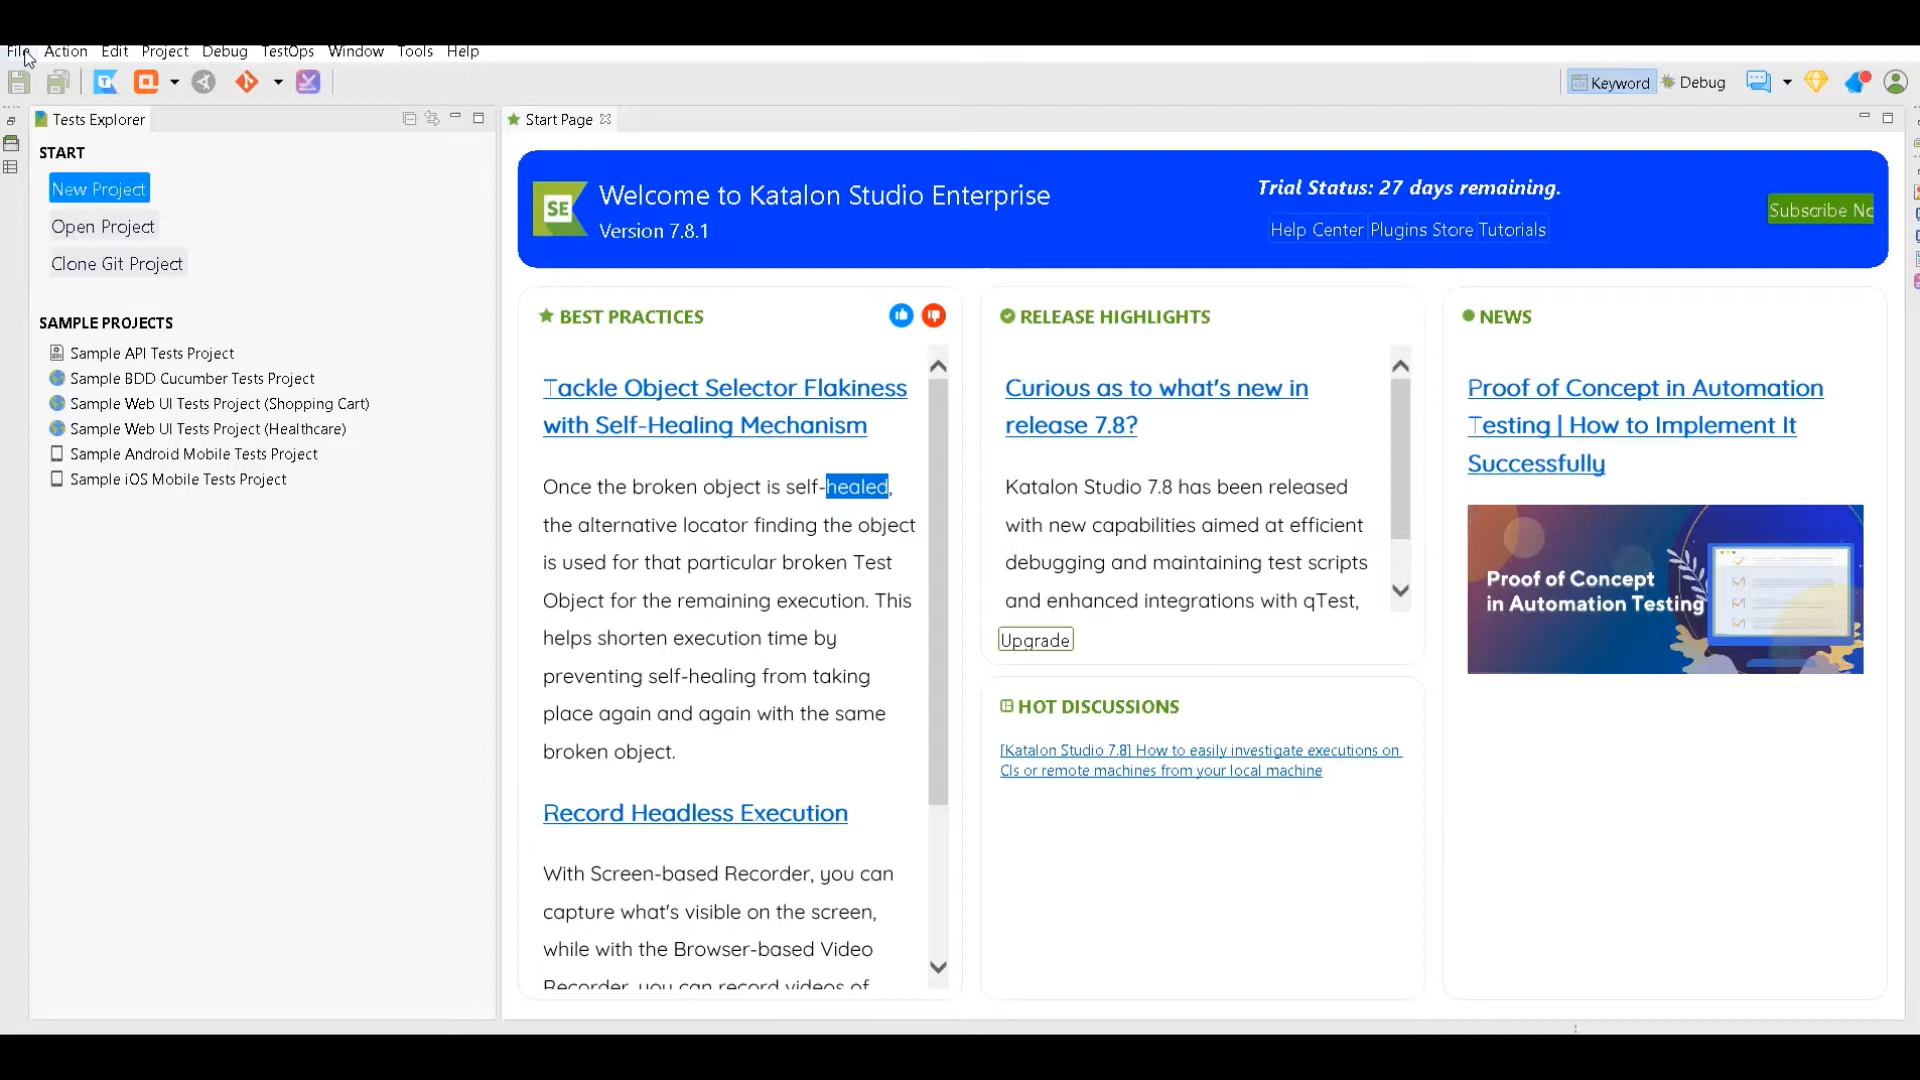 File Action Edit Project Debug TestOps Window Tools Help
Keyword Debug
Tests Explorer
START
New Project
Open Project
Clone Git Project
SAMPLE PROJECTS
Sample API Tests Project
Sample BDD Cucumber Tests Project
Sample Web UI Tests Project (Shopping Cart)
Sample Web UI Tests Project (Healthcare)
Sample Android Mobile Tests Project
Sample iOS Mobile Tests Project
Start Page
SE
Welcome to Katalon Studio Enterprise
Version 7.8.1
Trial Status: 27 days remaining.
Help Center Plugins Store Tutorials
Subscribe No
BEST PRACTICES
Tackle Object Selector Flakiness
with Self-Healing Mechanism
Once the broken object is self-healed,
the alternative locator finding the object
is used for that particular broken Test
Object for the remaining execution. This
helps shorten execution time by
preventing self-healing from taking
place again and again with the same
broken object.
Record Headless Execution
With Screen-based Recorder, you can
capture what's visible on the screen,
while with the Browser-based Video
Recorder, you can record videos of
RELEASE HIGHLIGHTS
Curious as to what's new in
release 7.8?
Katalon Studio 7.8 has been released
with new capabilities aimed at efficient
debugging and maintaining test scripts
and enhanced integrations with qTest,
Upgrade
HOT DISCUSSIONS
[Katalon Studio 7.8] How to easily investigate executions on
CIs or remote machines from your local machine
NEWS
Proof of Concept in Automation
Testing | How to Implement It
Successfully
Proof of Concept
in Automation Testing